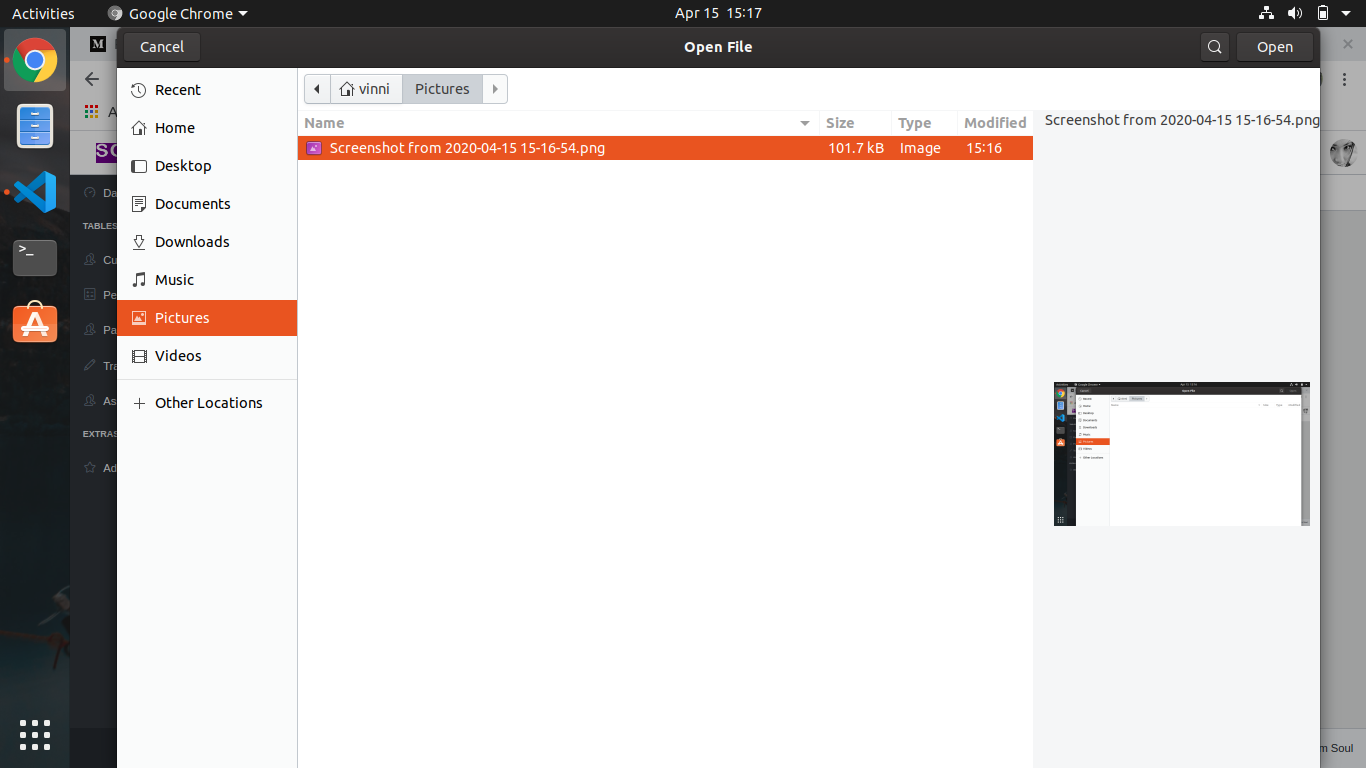 Activities Google Chrome Apr 15 15:17
Cancel Open File Open
Recent
Home
Desktop
Documents
Downloads
Music
Pictures
Videos
Other Locations
vinni Pictures
Name Size Type Modified
Screenshot from 2020-04-15 15-16-54.png 101.7 kB Image 15:16
Screenshot from 2020-04-15 15-16-54.png
M
A
Da
TABLES
Cu
Pe
Pa
Tra
As
EXTRAS
Ad
m Soul